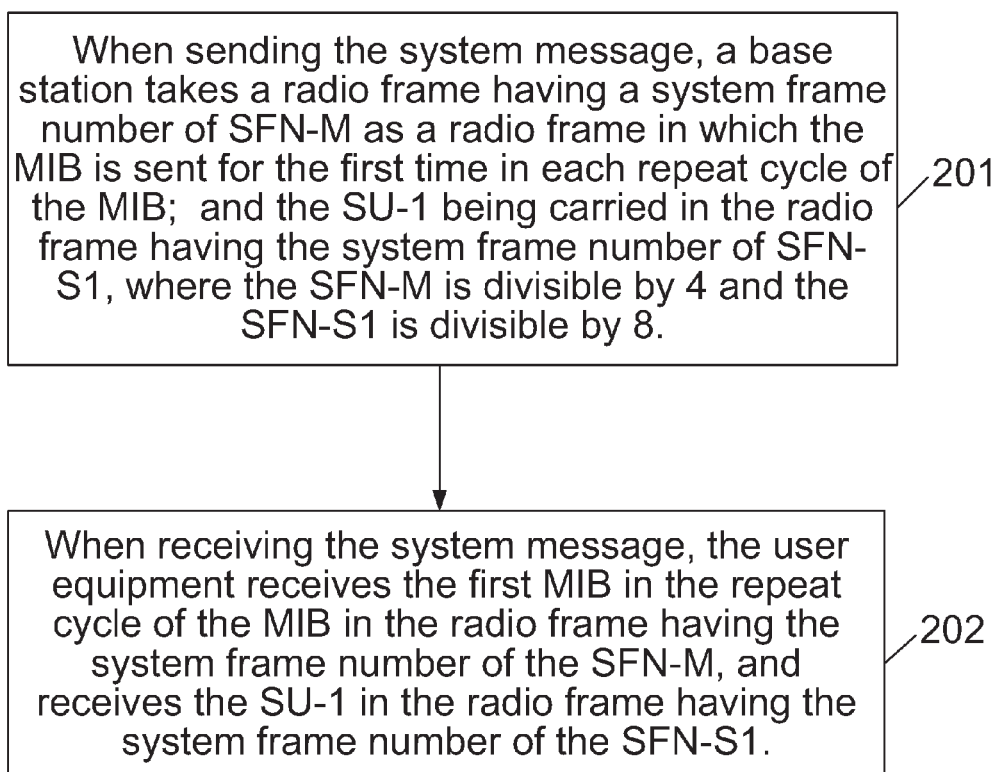 When sending the system message, a base
station takes a radio frame having a system frame
number of SFN-M as a radio frame in which the
MIB is sent for the first time in each repeat cycle of
the MIB; and the SU-1 being carried in the radio
frame having the system frame number of SFN-
S1, where the SFN-M is divisible by 4 and the
SFN-S1 is divisible by 8.
201
When receiving the system message, the user
equipment receives the first MIB in the repeat
cycle of the MIB in the radio frame having the
system frame number of the SFN-M, and
receives the SU-1 in the radio frame having the
system frame number of the SFN-S1.
202